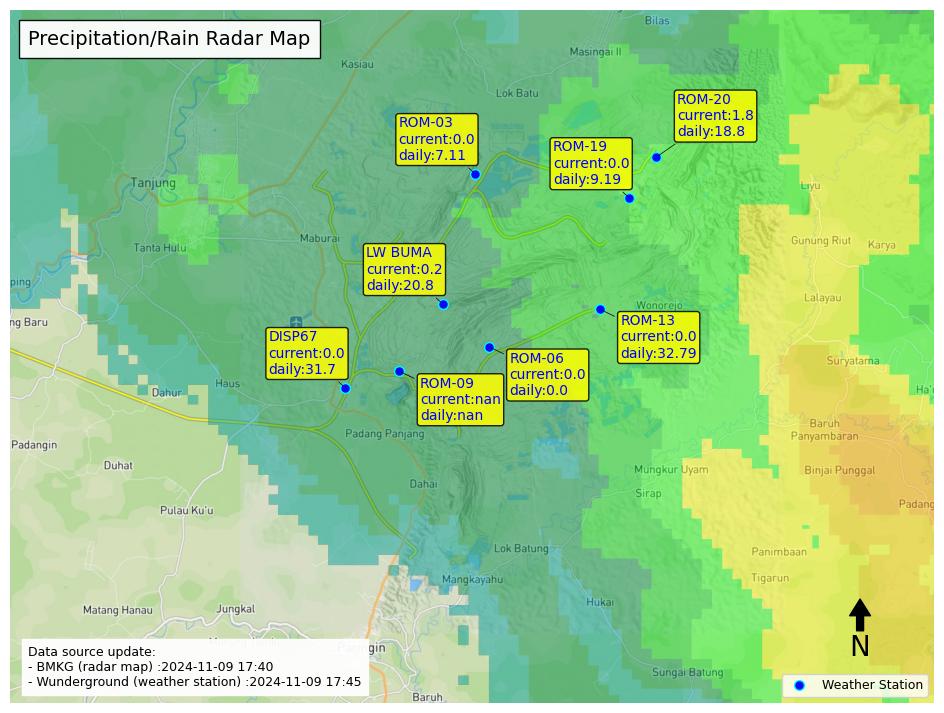 Precipitation/Rain Radar Map
Bilas
Masingai II
Kasiau
Lok Batu
ROM-20
current:1.8
daily:18.8
ROM-03
current:0.0
daily:7.11
ROM-19
current:0.0
daily:9.19
Tanjung
Liyu
Maburai
Tanta Hulu
Gunung Riut
Karya
LW BUMA
current:0.2
daily:20.8
ping
Lalayau
Wonorejo
ng Baru
ROM-13
current:0.0
daily:32.79
DISP67
current:0.0
daily:31.7
ROM-06
current:0.0
daily:0.0
Suryatama
Haus
Dahur
ROM-09
current:nan
daily:nan
Ha'
Baruh
Panyambaran
Padang Panjang
Padangin
Duhat
Mungkur Uyam
Binjai Punggal
Dahai
Sirap
Padang
Pulau Ku'u
Lok Batung
Panimbaan
Mangkayahu
Tigarun
Hukai
Matang Hanau
Jungkal
N
Data source update:
- BMKG (radar map) :2024-11-09 17:40
- Wunderground (weather station) :2024-11-09 17:45
Sungai Batung
Weather Station
Baruh